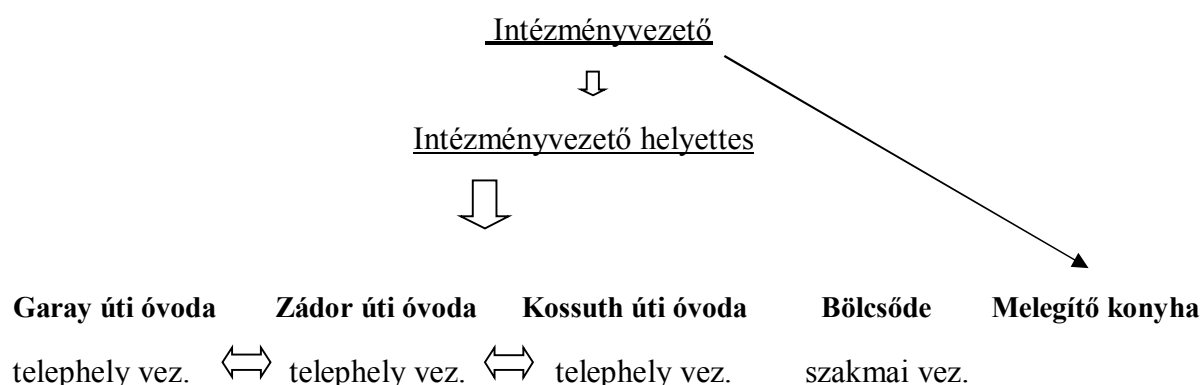 Intézményvezető
Intézményvezető helyettes
Garay úti óvoda Zádor úti óvoda Kossuth úti óvoda Bölcsőde Melegítő konyha
telephely vez. telephely vez. telephely vez. szakmai vez.